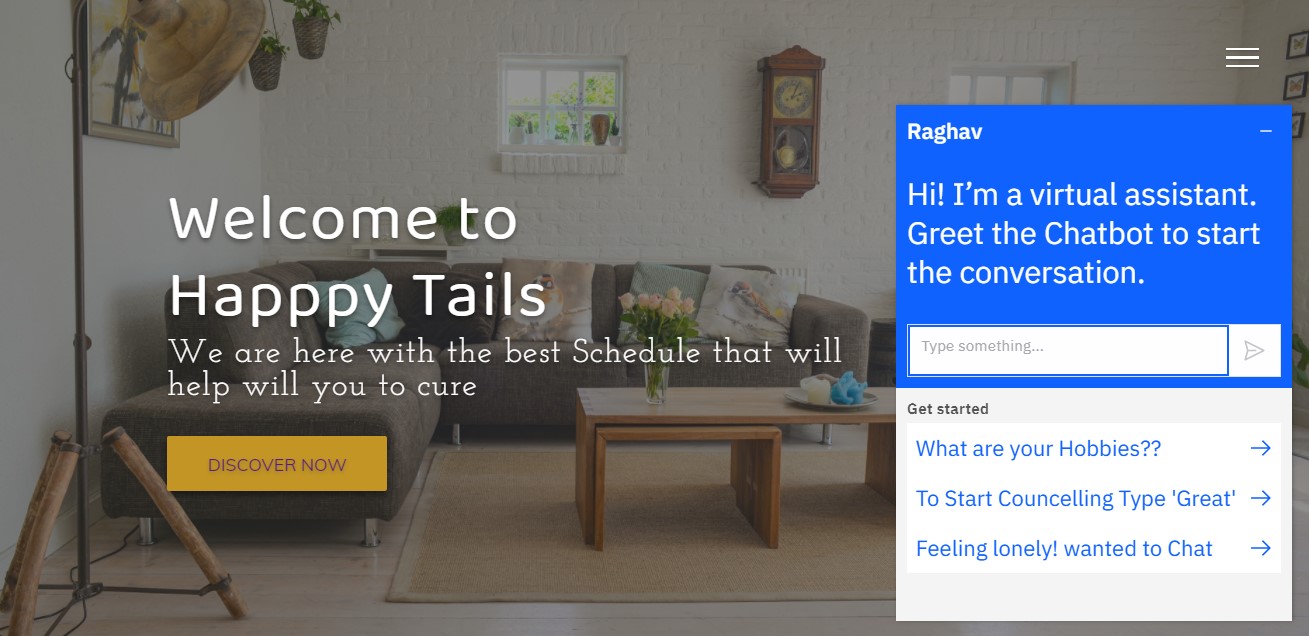 Welcome to
Happpy Tails
We are here with the best Schedule that will
help will you to cure
DISCOVER NOW
Raghav
Hi! I’m a virtual assistant.
Greet the Chatbot to start
the conversation.
Type something...
Get started
What are your Hobbies??
To Start Councelling Type 'Great'
Feeling lonely! wanted to Chat